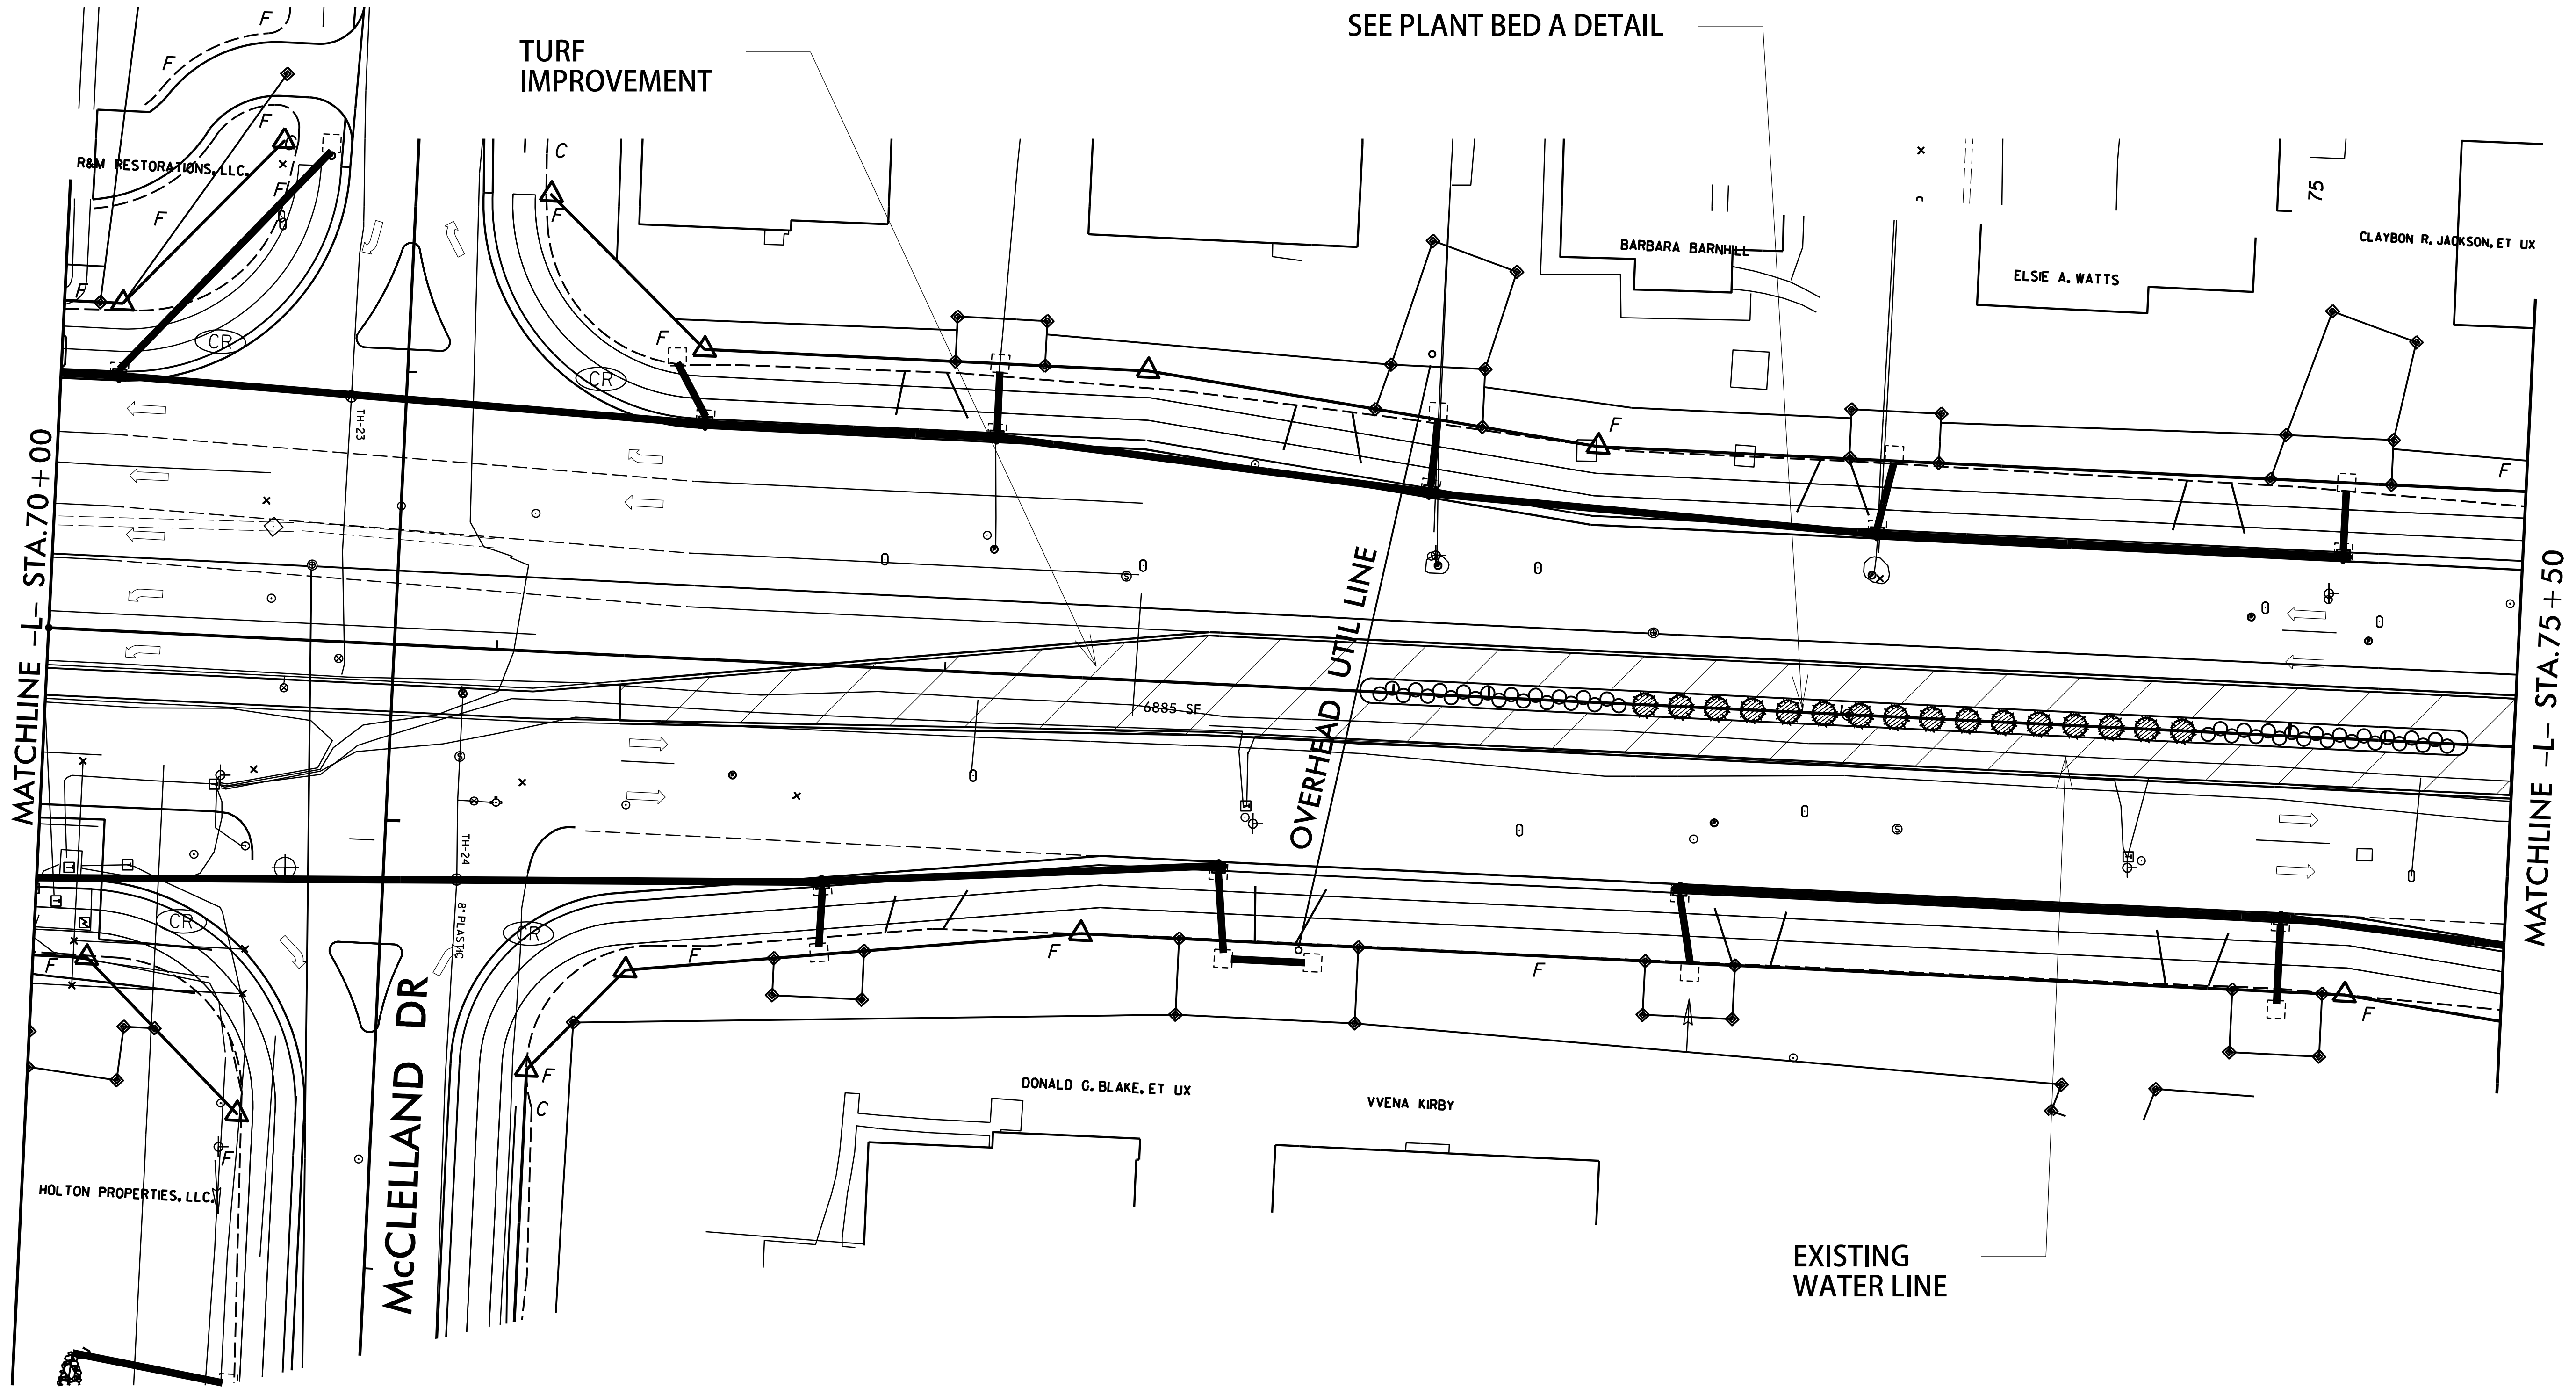 SEE PLANT BED A DETAIL
TURF
IMPROVEMENT
F
F
F
F
F
F
F
C
C
R&M RESTORATIONS, LLC.
CR
F
F
CR
BARBARA BARNHILL
ELSIE A. WATTS
75
CLAYBON R. JACKSON, ET UX
F
F
TH-23
MATCHLINE -L- STA. 70+00
MATCHLINE -L- STA. 75+50
S
6885 SF
OVERHEAD UTIL LINE
S
S
TH-24
8" PLASTIC
T
T
T
W
CR
CR
F
F
F
F
F
F
F
C
McCLELLAND DR
DONALD G. BLAKE, ET UX
VVENA KIRBY
HOLTON PROPERTIES, LLC.
EXISTING
WATER LINE